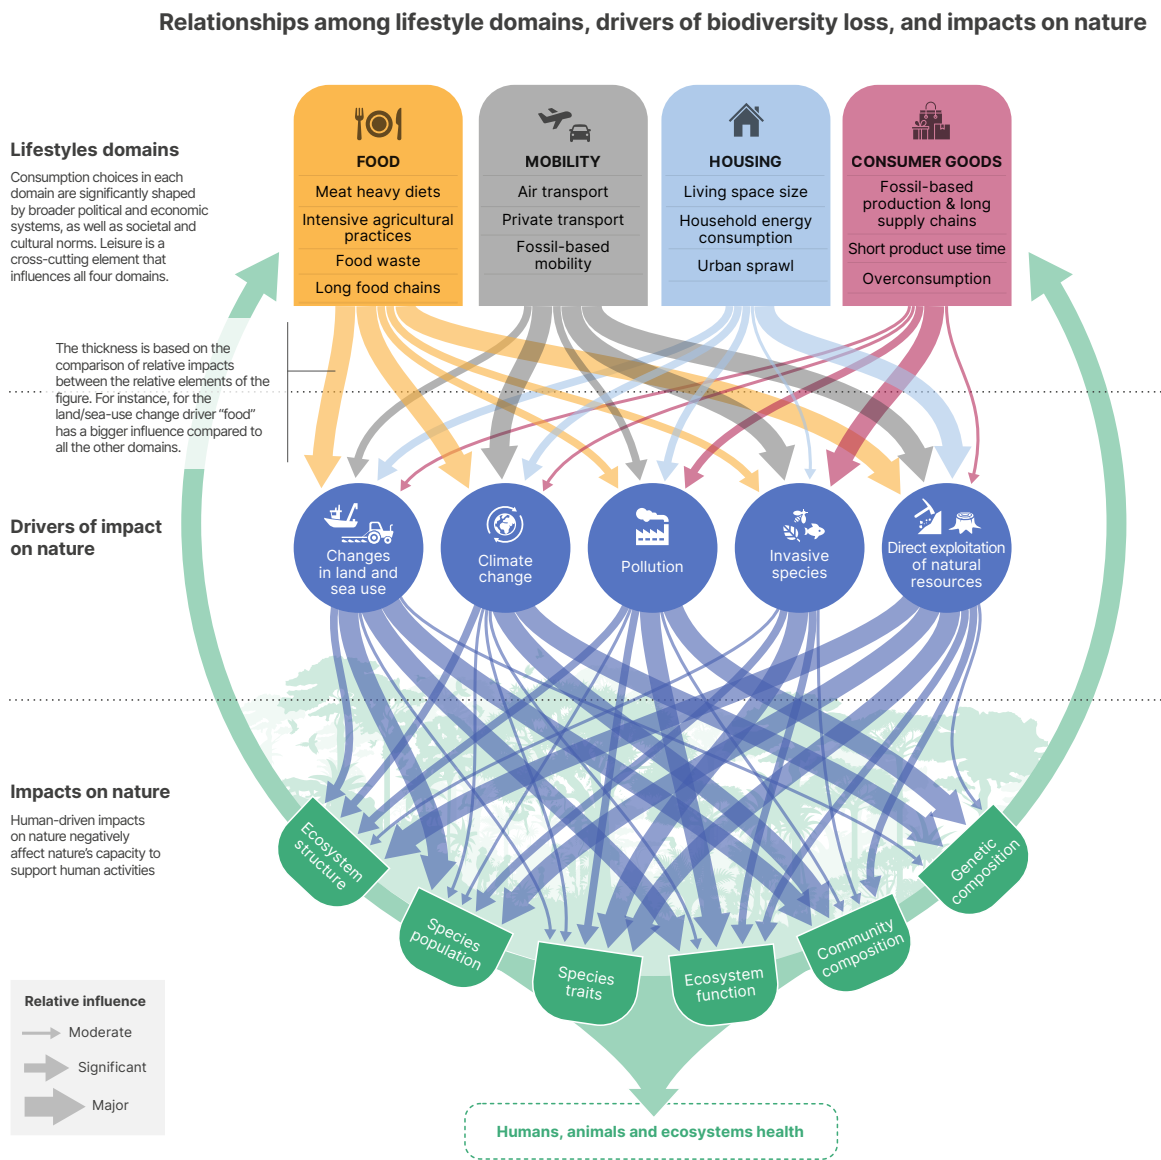 Relationships among lifestyle domains, drivers of biodiversity loss, and impacts on nature
Lifestyles domains
Consumption choices in each
domain are significantly shaped
by broader political and economic
systems, as well as societal and
cultural norms. Leisure is a
cross-cutting element that
influences all four domains.
FOOD
Meat heavy diets
Intensive agricultural
practices
Food waste
Long food chains
MOBILITY
Air transport
Private transport
Fossil-based
mobility
HOUSING
Living space size
Household energy
consumption
Urban sprawl
CONSUMER GOODS
Fossil-based
production & long
supply chains
Short product use time
Overconsumption
The thickness is based on the
comparison of relative impacts
between the relative elements of the
figure. For instance, for the
land/sea-use change driver “food”
has a bigger influence compared to
all the other domains.
Drivers of impact
on nature
Changes
in land and
sea use
Climate
change
Pollution
Invasive
species
Direct exploitation
of natural
resources
Impacts on nature
Human-driven impacts
on nature negatively
affect nature’s capacity to
support human activities
Ecosystem
structure
Species
population
Species
traits
Ecosystem
function
Community
composition
Genetic
composition
Relative influence
Moderate
Significant
Major
Humans, animals and ecosystems health